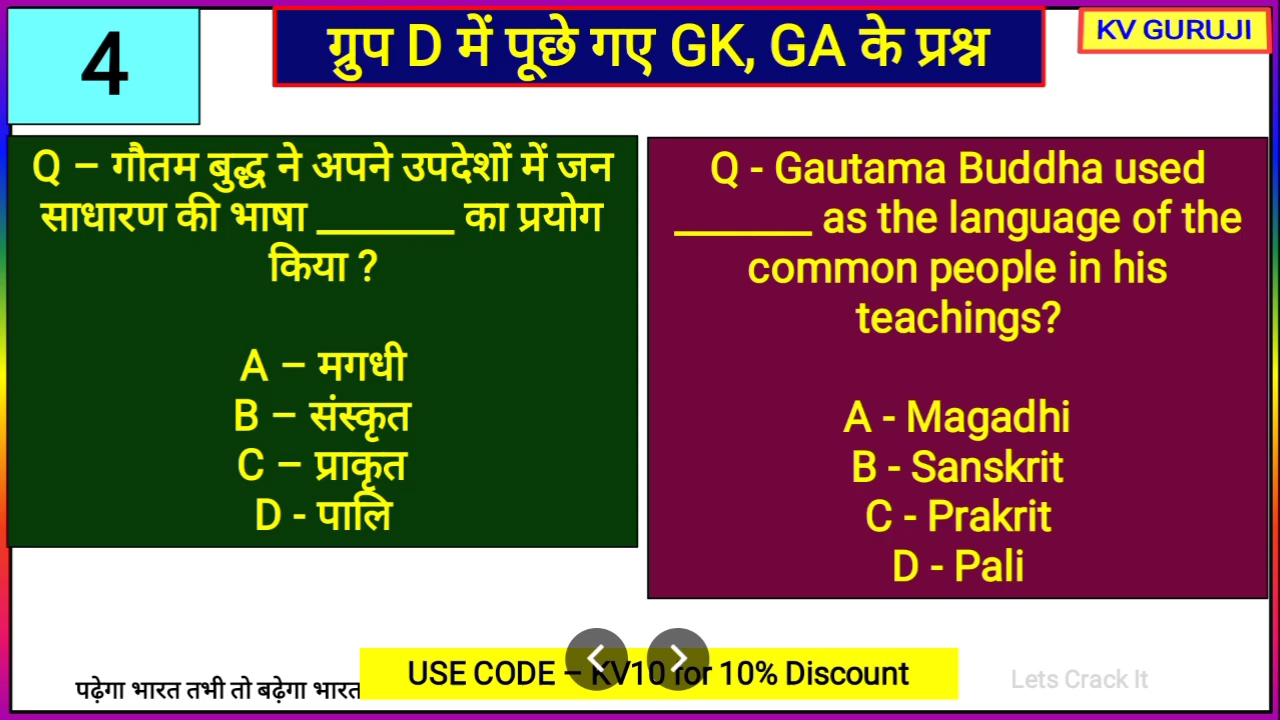 4
ग्रुप D में पूछे गए GK, GA के प्रश्न
KV GURUJI
Q – गौतम बुद्ध ने अपने उपदेशों में जन
साधारण की भाषा _______ का प्रयोग
किया ?
A – मगधी
B – संस्कृत
C – प्राकृत
D - पालि
Q - Gautama Buddha used
_______ as the language of the
common people in his
teachings?
A - Magadhi
B - Sanskrit
C - Prakrit
D - Pali
पढ़ेगा भारत तभी तो बढ़ेगा भारत
USE CODE – KV10 for 10% Discount
Lets Crack It